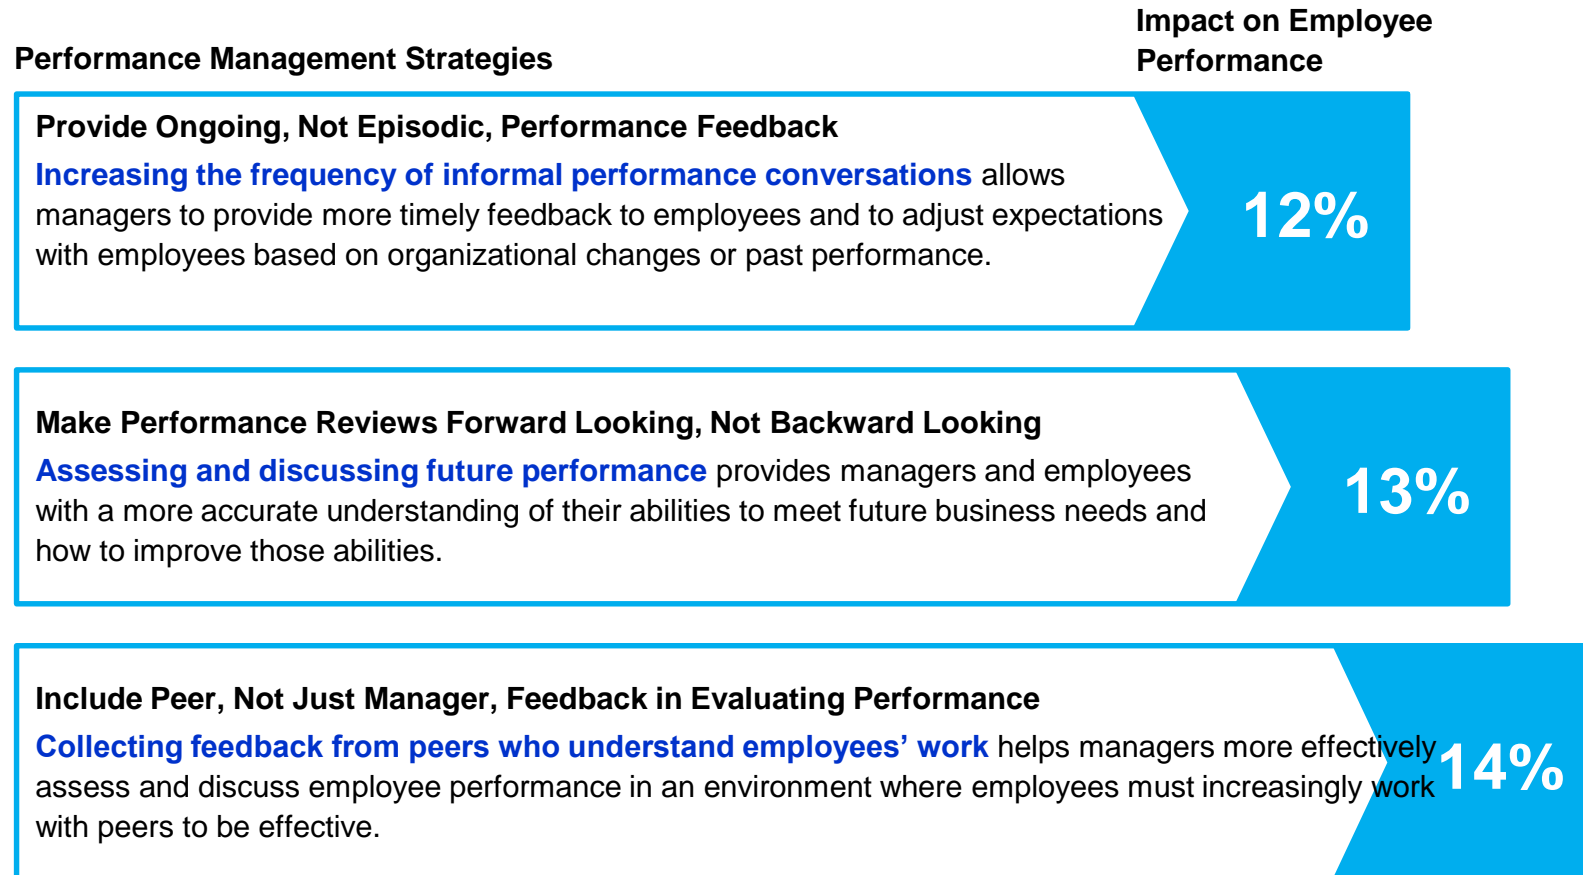 Impact on Employee
Performance
Performance Management Strategies
Provide Ongoing, Not Episodic, Performance Feedback
Increasing the frequency of informal performance conversations allows
managers to provide more timely feedback to employees and to adjust expectations
with employees based on organizational changes or past performance.
12%
Make Performance Reviews Forward Looking, Not Backward Looking
Assessing and discussing future performance provides managers and employees
with a more accurate understanding of their abilities to meet future business needs and
how to improve those abilities.
13%
Include Peer, Not Just Manager, Feedback in Evaluating Performance
Collecting feedback from peers who understand employees’ work helps managers more effectively
assess and discuss employee performance in an environment where employees must increasingly work
with peers to be effective.
14%